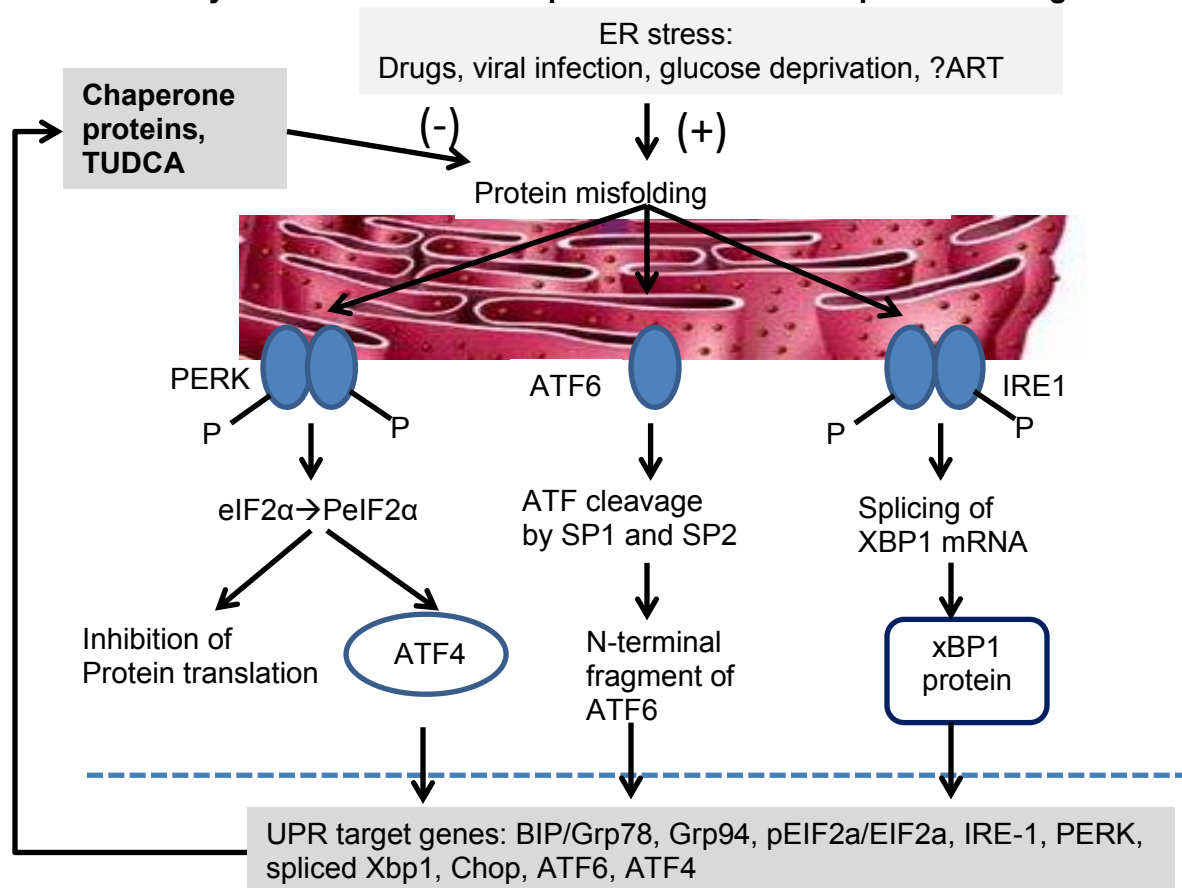 ER stress:
Drugs, viral infection, glucose deprivation, ?ART
Chaperone
proteins,
TUDCA
(-)
(+)
Protein misfolding
PERK
ATF6
IRE1
P
P
P
P
eIF2α→PeIF2α
ATF cleavage
by SP1 and SP2
Splicing of
XBP1 mRNA
Inhibition of
Protein translation
ATF4
N-terminal
fragment of
ATF6
xBP1
protein
UPR target genes: BIP/Grp78, Grp94, pEIF2a/EIF2a, IRE-1, PERK,
spliced Xbp1, Chop, ATF6, ATF4